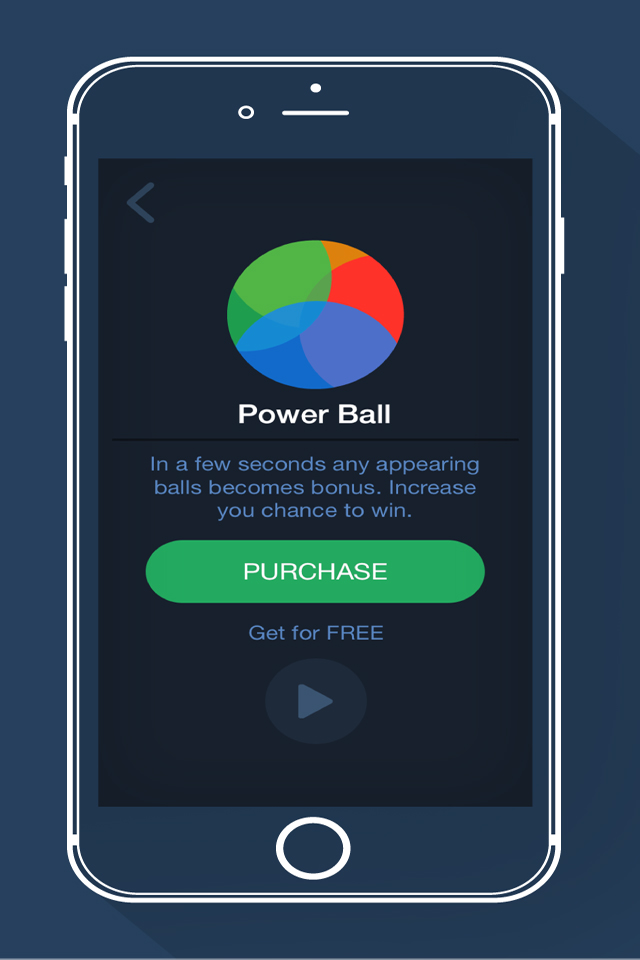 Power Ball
In a few seconds any appearing
balls becomes bonus. Increase
you chance to win.
PURCHASE
Get for FREE